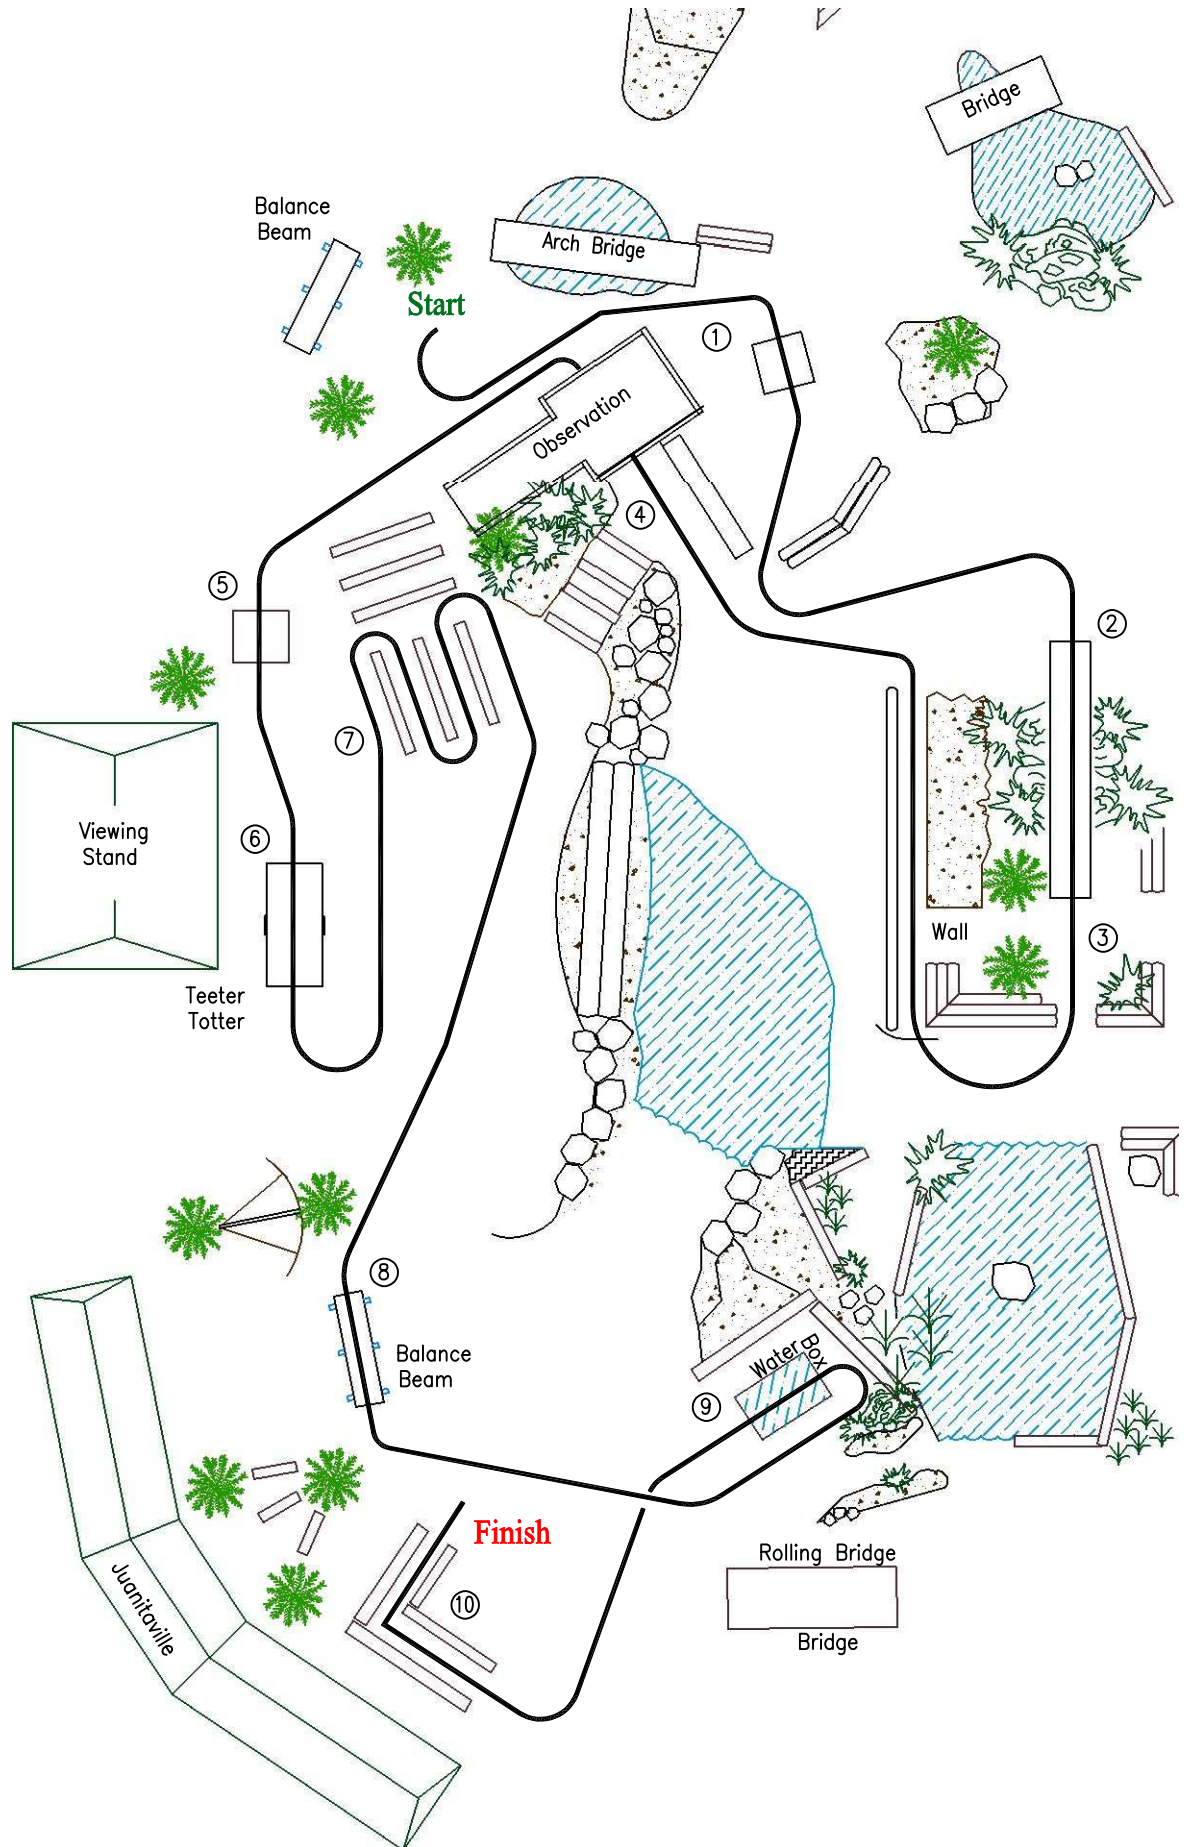 Bridge
Balance
Beam
Arch Bridge
Start
①
Observation
④
⑤
②
⑦
Viewing
Stand
⑥
Wall
③
Teeter
Totter
⑧
Balance
Beam
Water
Box
⑨
Finish
Rolling Bridge
Juanitaville
⑩
Bridge